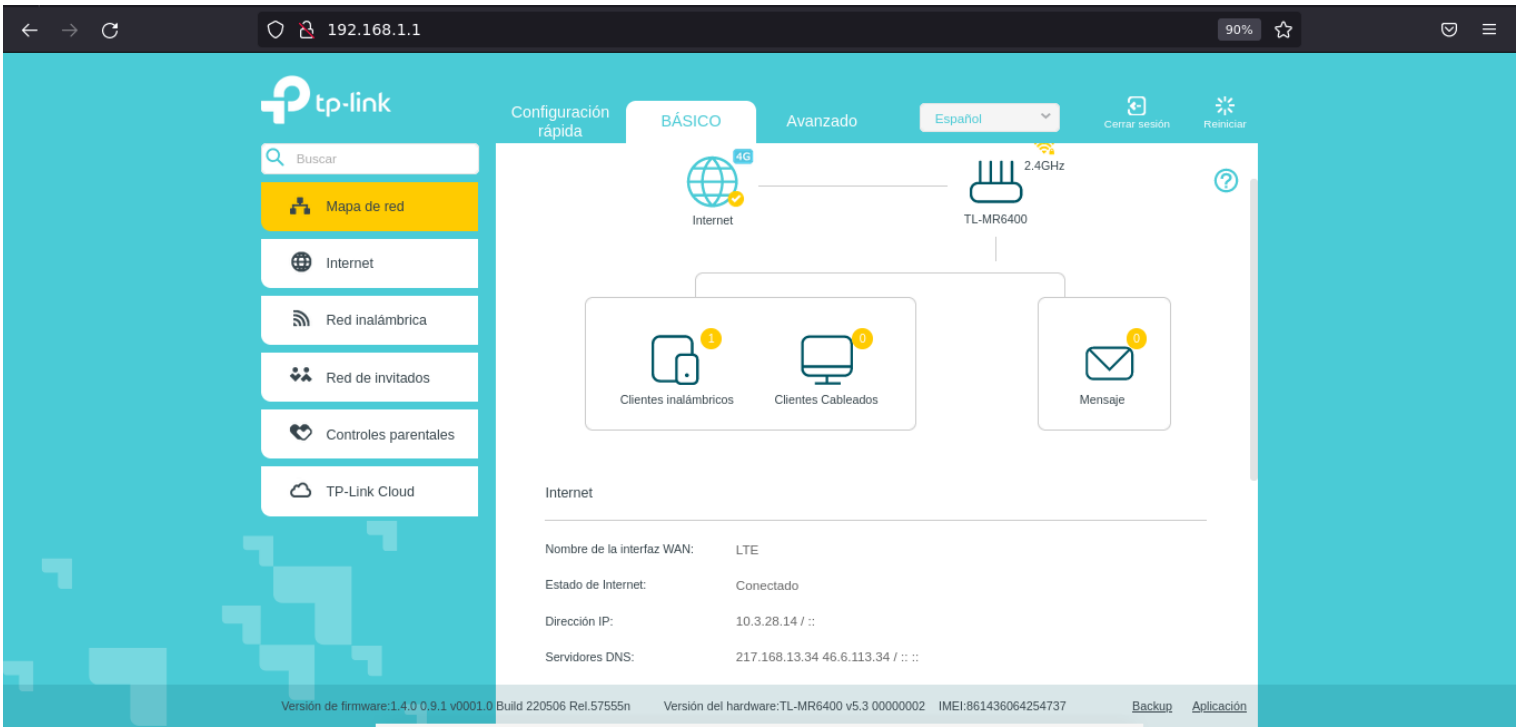 192.168.1.1
90%
tp-link
Configuración
rápida
BÁSICO
Avanzado
Español
Cerrar sesión
Reiniciar
Buscar
Mapa de red
Internet
Red inalámbrica
Red de invitados
Controles parentales
TP-Link Cloud
4G
Internet
2.4GHz
TL-MR6400
1
Clientes inalámbricos
0
Clientes Cableados
0
Mensaje
Internet
Nombre de la interfaz WAN: LTE
Estado de Internet: Conectado
Dirección IP: 10.3.28.14 / ::
Servidores DNS: 217.168.13.34 46.6.113.34 / :: ::
Versión de firmware:1.4.0 0.9.1 v0001.0 Build 220506 Rel.57555n Versión del hardware:TL-MR6400 v5.3 00000002 IMEI:861436064254737 Backup Aplicación